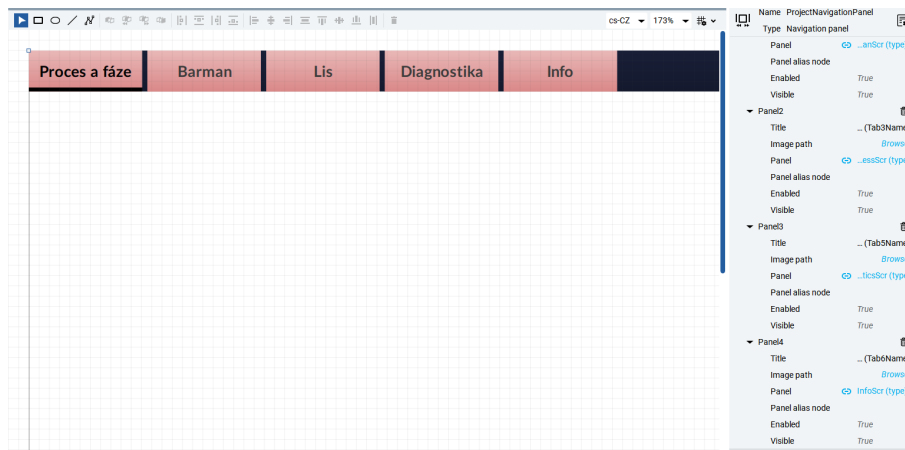 cs-CZ 173%
Proces a fáze Barman Lis Diagnostika Info
Name ProjectNavigationPanel
Type Navigation panel
Panel ...anScr (type
Panel alias node
Enabled True
Visible True
Panel2
Title ... (Tab3Name
Image path Brows
Panel ...essScr (type
Panel alias node
Enabled True
Visible True
Panel3
Title ... (Tab5Name
Image path Brows
Panel ...ticsScr (type
Panel alias node
Enabled True
Visible True
Panel4
Title ... (Tab6Name
Image path Brows
Panel InfoScr (type
Panel alias node
Enabled True
Visible True